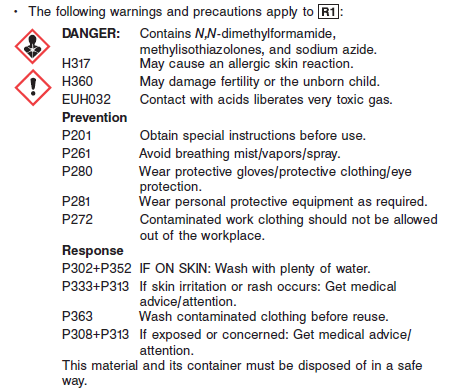 • The following warnings and precautions apply to R1:
DANGER: Contains N,N-dimethylformamide,
methylisothiazolones, and sodium azide.
H317 May cause an allergic skin reaction.
H360 May damage fertility or the unborn child.
EUH032 Contact with acids liberates very toxic gas.
Prevention
P201 Obtain special instructions before use.
P261 Avoid breathing mist/vapors/spray.
P280 Wear protective gloves/protective clothing/eye
protection.
P281 Wear personal protective equipment as required.
P272 Contaminated work clothing should not be allowed
out of the workplace.
Response
P302+P352 IF ON SKIN: Wash with plenty of water.
P333+P313 If skin irritation or rash occurs: Get medical
advice/attention.
P363 Wash contaminated clothing before reuse.
P308+P313 If exposed or concerned: Get medical advice/
attention.
This material and its container must be disposed of in a safe
way.